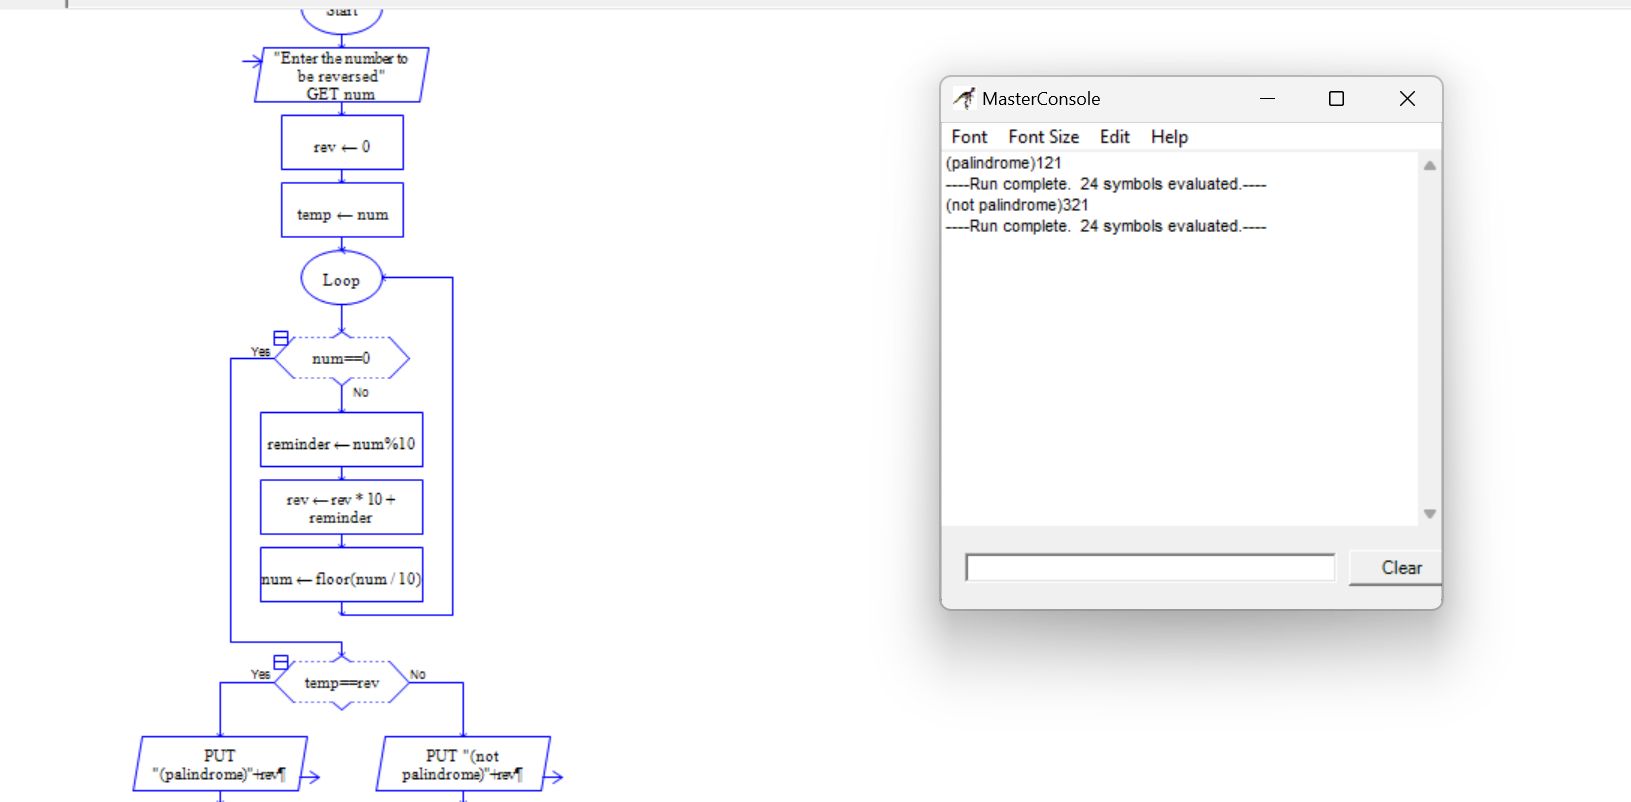 Start
"Enter the number to
be reversed"
GET num
rev ← 0
temp ← num
Loop
Yes
num==0
No
reminder ← num%10
rev ← rev * 10 +
reminder
num ← floor(num / 10)
Yes
temp==rev
No
PUT
"(palindrome)"+rev¶
PUT "(not
palindrome)"+rev¶
MasterConsole
Font Font Size Edit Help
(palindrome)121
----Run complete.  24 symbols evaluated.----
(not palindrome)321
----Run complete.  24 symbols evaluated.----
Clear